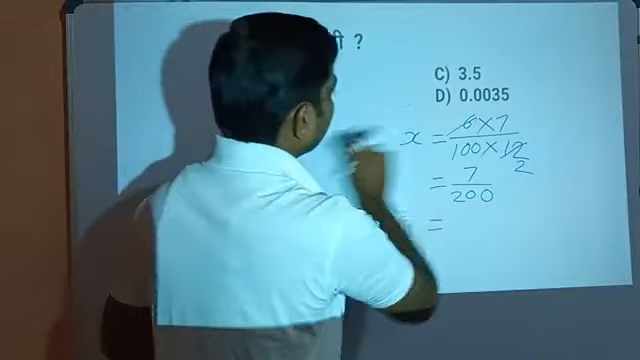 ?
C) 3.5
D) 0.0035
x = 6×7 / 100×12 2
= 7 / 200
=